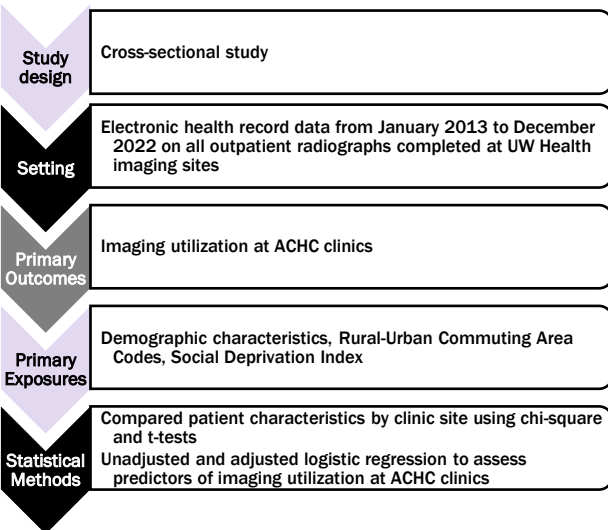 Study
design
Cross-sectional study
Setting
Electronic health record data from January 2013 to December
2022 on all outpatient radiographs completed at UW Health
imaging sites
Primary
Outcomes
Imaging utilization at ACHC clinics
Primary
Exposures
Demographic characteristics, Rural-Urban Commuting Area
Codes, Social Deprivation Index
Statistical
Methods
Compared patient characteristics by clinic site using chi-square
and t-tests
Unadjusted and adjusted logistic regression to assess
predictors of imaging utilization at ACHC clinics